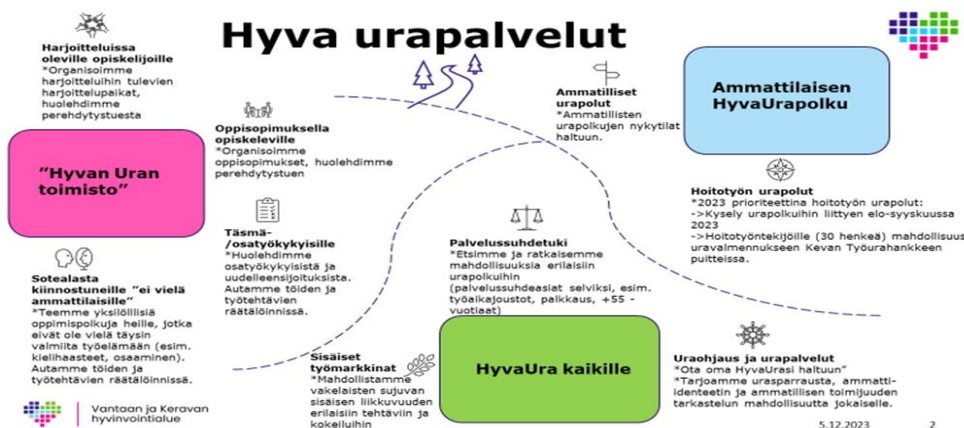 Hyva urapalvelut
Harjoitteluissa
oleville opiskelijoille
*Organisoimme
harjoitteluihin tulevien
harjoittelupaikat,
huolehdimme
perehdytystuesta
"Hyvan Uran
toimisto"
Sotealasta
kiinnostuneille "ei vielä
ammattilaisille"
*Teemme yksilölllisiä
oppimispolkuja heille, jotka
eivät ole vielä täysin
valmiita työelämään (esim.
kielihaasteet, osaaminen).
Autamme töiden ja
työtehtävien räätälöinnissä.
Oppisopimuksella
opiskeleville
*Organisoimme
oppisopimukset, huolehdimme
perehdytystuen
Täsmä-
/osatyökykyisille
*Huolehdimme
osatyökykyisistä ja
uudelleensijoituksista.
Autamme töiden ja
työtehtävien
räätälöinnissä.
Sisäiset
työmarkkinat
*Mahdollistamme
vakelaisten sujuvan
sisäisen liikkuvuuden
erilaisiin tehtäviin ja
kokeiluihin
Ammatilliset
urapolut
*Ammatillisten
urapolkujen nykytilat
haltuun.
Palvelussuhdetuki
*Etsimme ja ratkaisemme
mahdollisuuksia erilaisiin
urapolkuihin
(palvelussuhdeasiat selviksi, esim.
työaikajoustot, palkkaus, +55 -
vuotiaat)
HyvaUra kaikille
Ammattilaisen
HyvaUrapolku
Hoitotyön urapolut
*2023 prioriteettina hoitotyön urapolut:
->Kysely urapolkuihin liittyen elo-syyskuussa
2023
->Hoitotyöntekijöille (30 henkeä) mahdollisuus
uravalmennukseen Kevan Työurahankkeen
puitteissa.
Uraohjaus ja urapalvelut
*Ota oma HyvaUrasi haltuun"
*Tarjoamme urasparrausta, ammatti-
identeetin ja ammatillisen toimijuuden
tarkastelun mahdollisuutta jokaiselle.
Vantaan ja Keravan
hyvinvointialue
5.12.2023
2